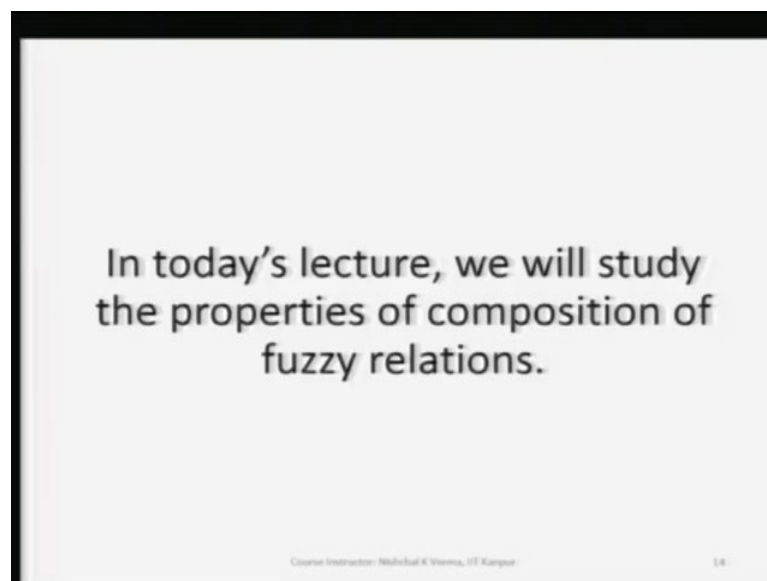 In today's lecture, we will study
the properties of composition of
fuzzy relations.
Course Instructor: Nishchal K Verma, IIT Kanpur
14